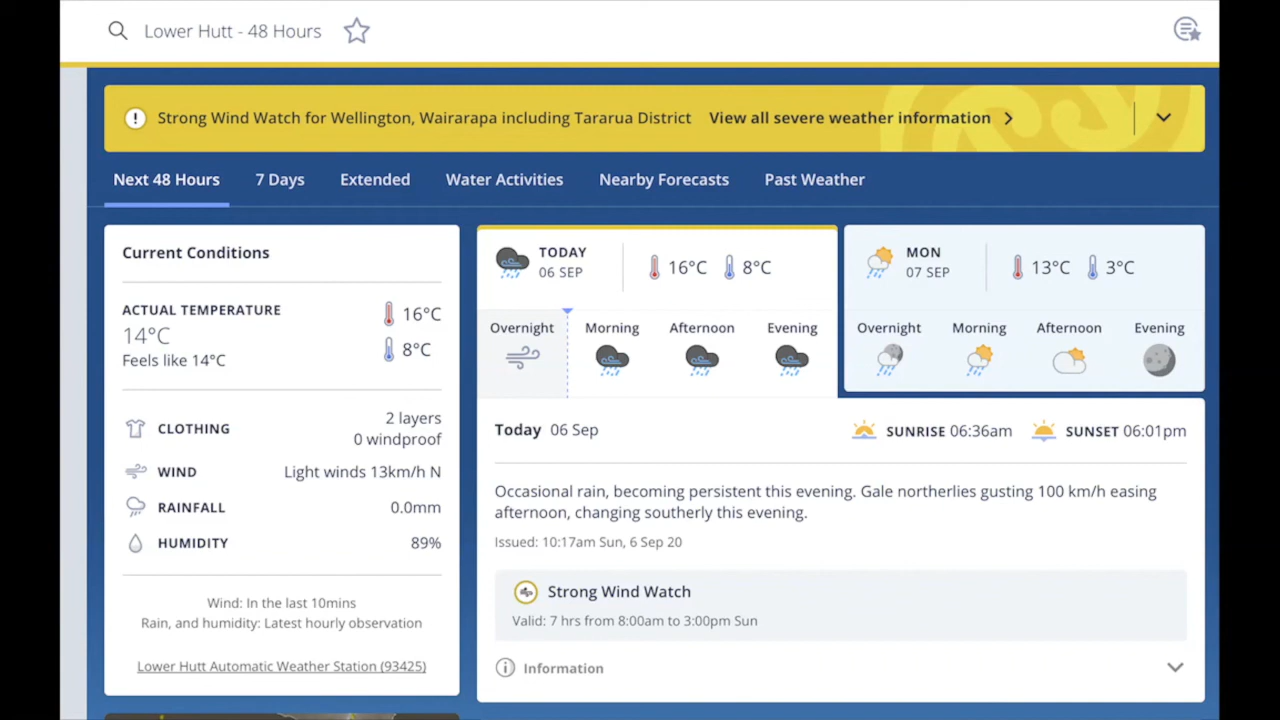 Lower Hutt - 48 Hours
Strong Wind Watch for Wellington, Wairarapa including Tararua District View all severe weather information
Next 48 Hours 7 Days Extended Water Activities Nearby Forecasts Past Weather
Current Conditions
ACTUAL TEMPERATURE
14°C
Feels like 14°C
16°C
8°C
CLOTHING
2 layers
0 windproof
WIND Light winds 13km/h N
RAINFALL 0.0mm
HUMIDITY 89%
Wind: In the last 10mins
Rain, and humidity: Latest hourly observation
Lower Hutt Automatic Weather Station (93425)
TODAY
06 SEP
16°C 8°C
Overnight Morning Afternoon Evening
MON
07 SEP
13°C 3°C
Overnight Morning Afternoon Evening
Today 06 Sep SUNRISE 06:36am SUNSET 06:01pm
Occasional rain, becoming persistent this evening. Gale northerlies gusting 100 km/h easing
afternoon, changing southerly this evening.
Issued: 10:17am Sun, 6 Sep 20
Strong Wind Watch
Valid: 7 hrs from 8:00am to 3:00pm Sun
Information